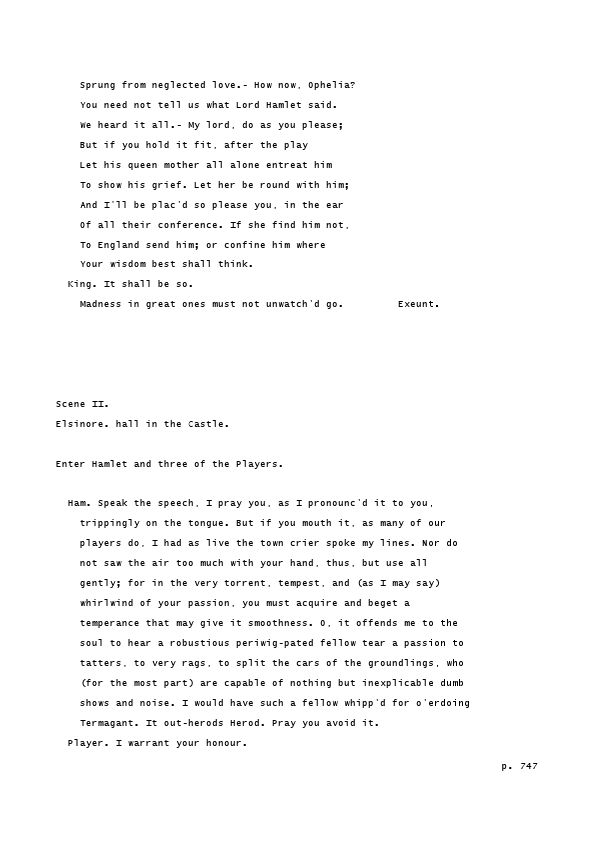 Sprung from neglected love.- How now, Ophelia?
You need not tell us what Lord Hamlet said.
We heard it all.- My lord, do as you please;
But if you hold it fit, after the play
Let his queen mother all alone entreat him
To show his grief. Let her be round with him;
And I'll be plac'd so please you, in the ear
Of all their conference. If she find him not,
To England send him; or confine him where
Your wisdom best shall think.
King. It shall be so.
Madness in great ones must not unwatch'd go. Exeunt.
Scene II.
Elsinore. hall in the Castle.
Enter Hamlet and three of the Players.
Ham. Speak the speech, I pray you, as I pronounc'd it to you,
trippingly on the tongue. But if you mouth it, as many of our
players do, I had as live the town crier spoke my lines. Nor do
not saw the air too much with your hand, thus, but use all
gently; for in the very torrent, tempest, and (as I may say)
whirlwind of your passion, you must acquire and beget a
temperance that may give it smoothness. O, it offends me to the
soul to hear a robustious periwig-pated fellow tear a passion to
tatters, to very rags, to split the cars of the groundlings, who
(for the most part) are capable of nothing but inexplicable dumb
shows and noise. I would have such a fellow whipp'd for o'erdoing
Termagant. It out-herods Herod. Pray you avoid it.
Player. I warrant your honour.
p. 747